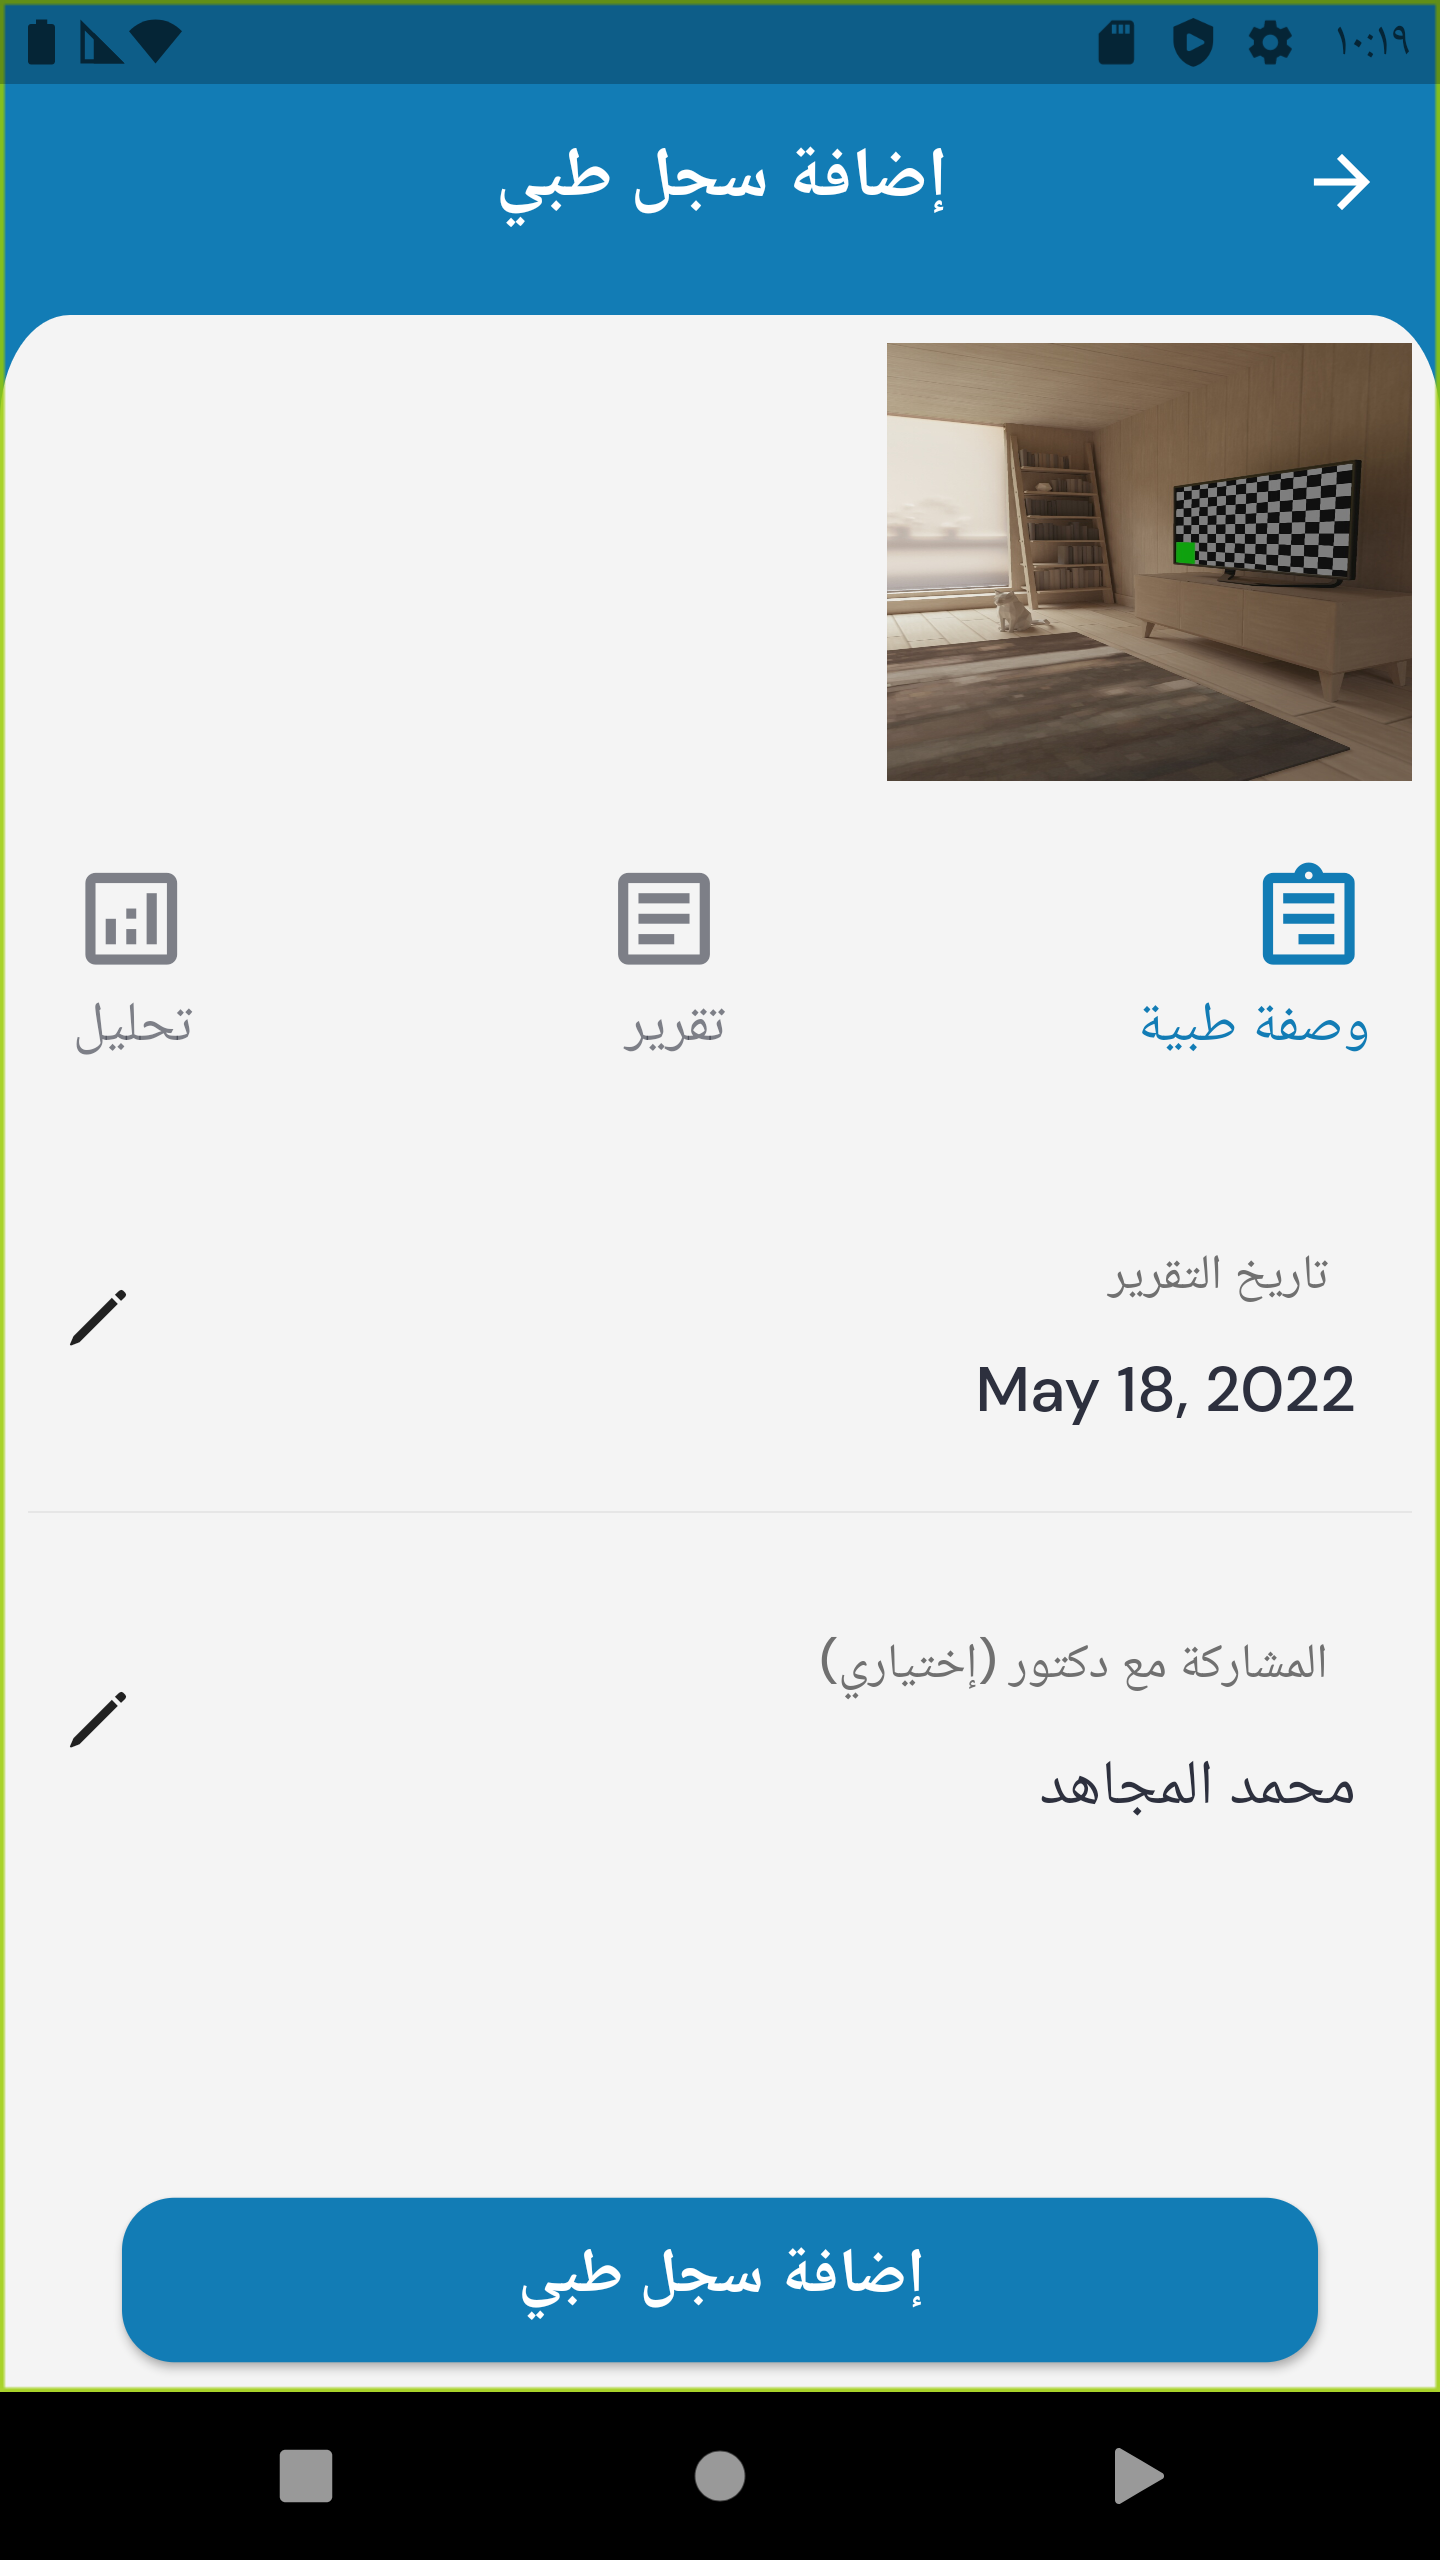 ١٠:١٩
إضافة سجل طبي
وصفة طبية
تقرير
تحليل
تاريخ التقرير
May 18, 2022
المشاركة مع دكتور (إختياري)
محمد المجاهد
إضافة سجل طبي